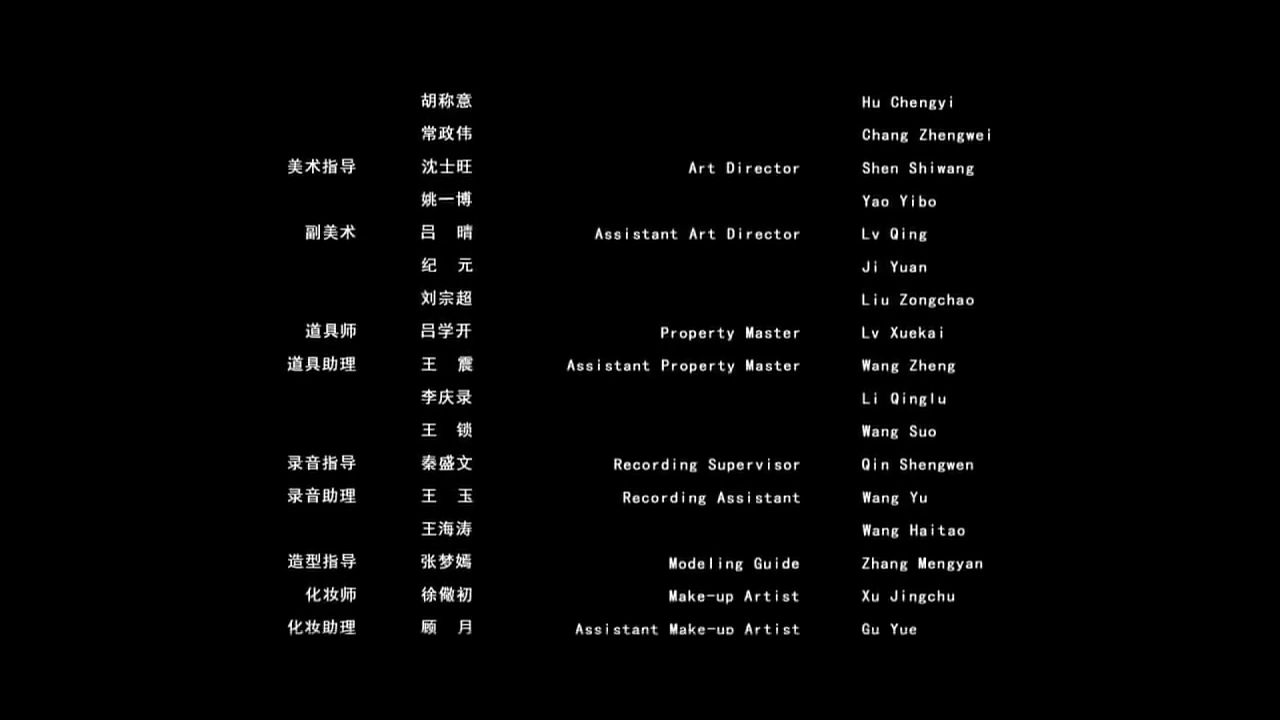 胡称意 Hu Chengyi
常政伟 Chang Zhengwei
美术指导 沈士旺 Art Director Shen Shiwang
姚一博 Yao Yibo
副美术 吕 晴 Assistant Art Director Lv Qing
纪 元 Ji Yuan
刘宗超 Liu Zongchao
道具师 吕学开 Property Master Lv Xuekai
道具助理 王 震 Assistant Property Master Wang Zheng
李庆录 Li Qinglu
王 锁 Wang Suo
录音指导 秦盛文 Recording Supervisor Qin Shengwen
录音助理 王 玉 Recording Assistant Wang Yu
王海涛 Wang Haitao
造型指导 张梦嫣 Modeling Guide Zhang Mengyan
化妆师 徐儆初 Make-up Artist Xu Jingchu
化妆助理 顾 月 Assistant Make-up Artist Gu Yue